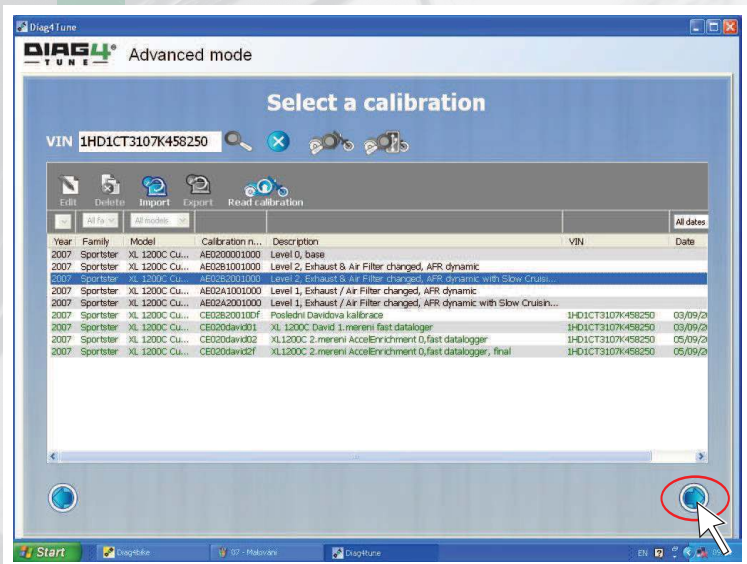 Diag4Tune
DIAG4® TUNE Advanced mode
Select a calibration
VIN 1HD1CT3107K458250
Edit Delete Import Export Read calibration
All fa All models All dates
Year Family Model Calibration n... Description VIN Date
2007 Sportster XL 1200C Cu... AE0200001000 Level 0, base
2007 Sportster XL 1200C Cu... AE02B1001000 Level 2, Exhaust & Air Filter changed, AFR dynamic
2007 Sportster XL 1200C Cu... AE02B2001000 Level 2, Exhaust & Air Filter changed, AFR dynamic with Slow Cruisi...
2007 Sportster XL 1200C Cu... AE02A1001000 Level 1, Exhaust / Air Filter changed, AFR dynamic
2007 Sportster XL 1200C Cu... AE02A2001000 Level 1, Exhaust / Air Filter changed, AFR dynamic with Slow Cruisin...
2007 Sportster XL 1200C Cu... CE02B20010Df Posledni Davidova kalibrace 1HD1CT3107K458250 03/09/2
2007 Sportster XL 1200C Cu... CE020david01 XL 1200C David 1.mereni fast dataloger 1HD1CT3107K458250 03/09/2
2007 Sportster XL 1200C Cu... CE020david02 XL1200C 2.mereni AccelEnrichment 0,fast datalogger 1HD1CT3107K458250 05/09/2
2007 Sportster XL 1200C Cu... CE020david2f XL1200C 2.mereni AccelEnrichment 0,fast datalogger, final 1HD1CT3107K458250 05/09/2
Start Diag4bike 07 - Malovani Diag4tune EN